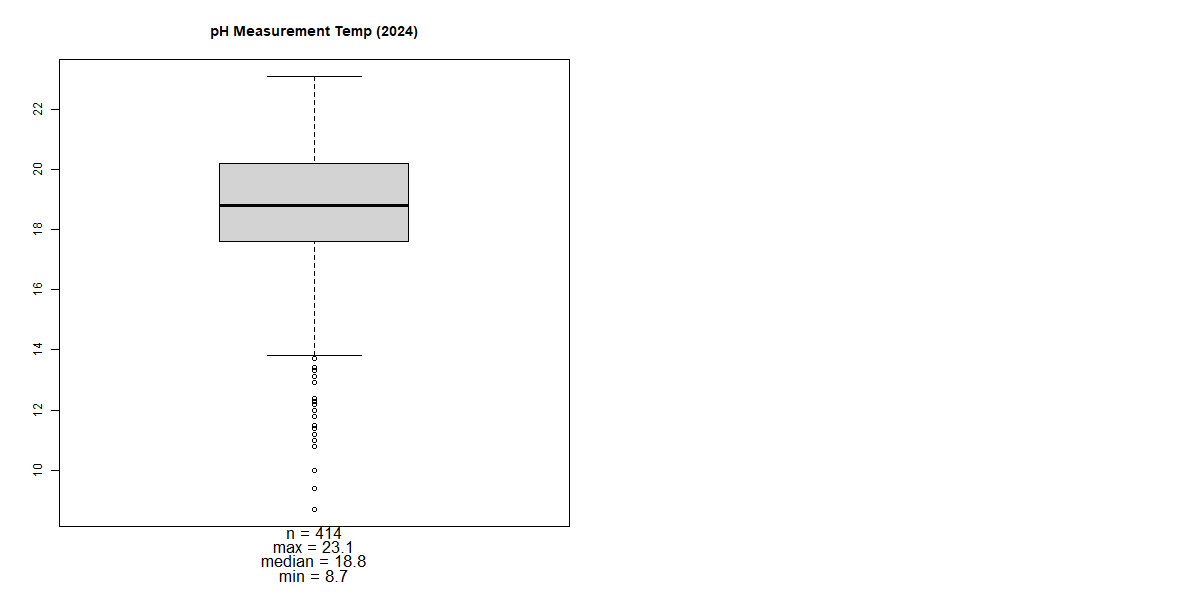 pH Measurement Temp (2024)
22
20
18
16
14
12
10
n = 414
max = 23.1
median = 18.8
min = 8.7